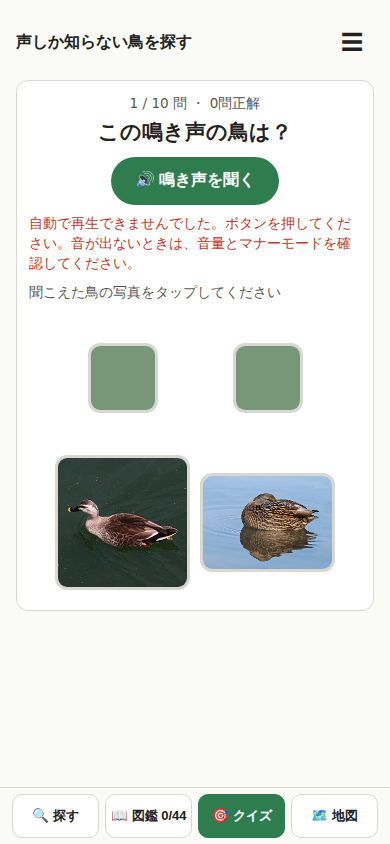 声しか知らない鳥を探す
☰
1 / 10 問 ・ 0問正解
この鳴き声の鳥は？
🔊 鳴き声を聞く
自動で再生できませんでした。ボタンを押してくだ
さい。音が出ないときは、音量とマナーモードを確
認してください。
聞こえた鳥の写真をタップしてください
🔍 探す
📖 図鑑 0/44
🎯 クイズ
🗺️ 地図